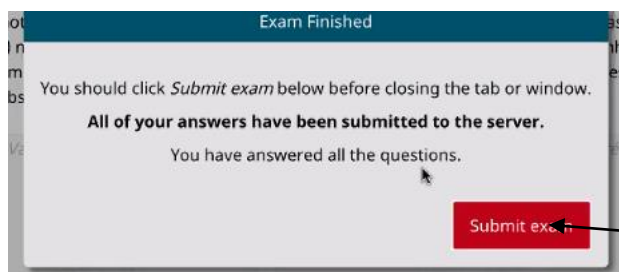 Exam Finished
You should click Submit exam below before closing the tab or window.
All of your answers have been submitted to the server.
You have answered all the questions.
Submit exam